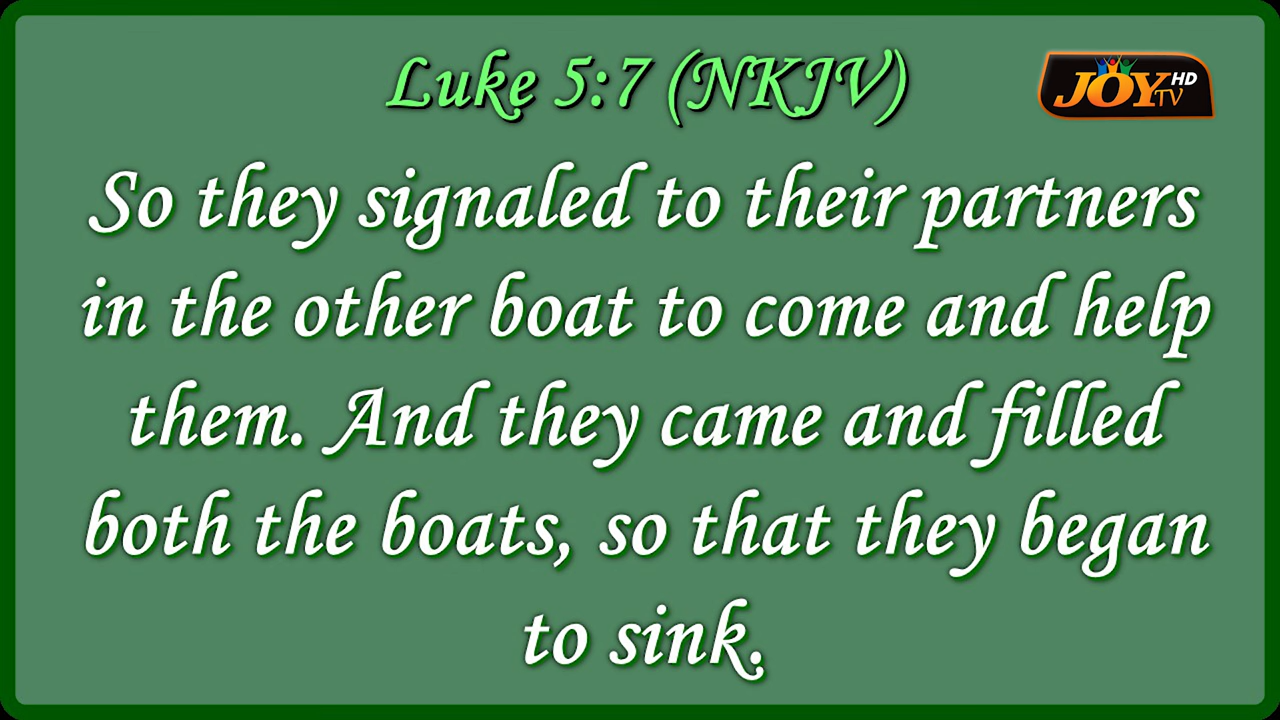 Luke 5:7 (NKJV)
JOY TV HD
So they signaled to their partners
in the other boat to come and help
them. And they came and filled
both the boats, so that they began
to sink.